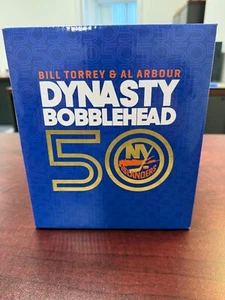 BILL TORREY & AL ARBOUR
DYNASTY
BOBBLEHEAD
50
NY
ISLANDERS